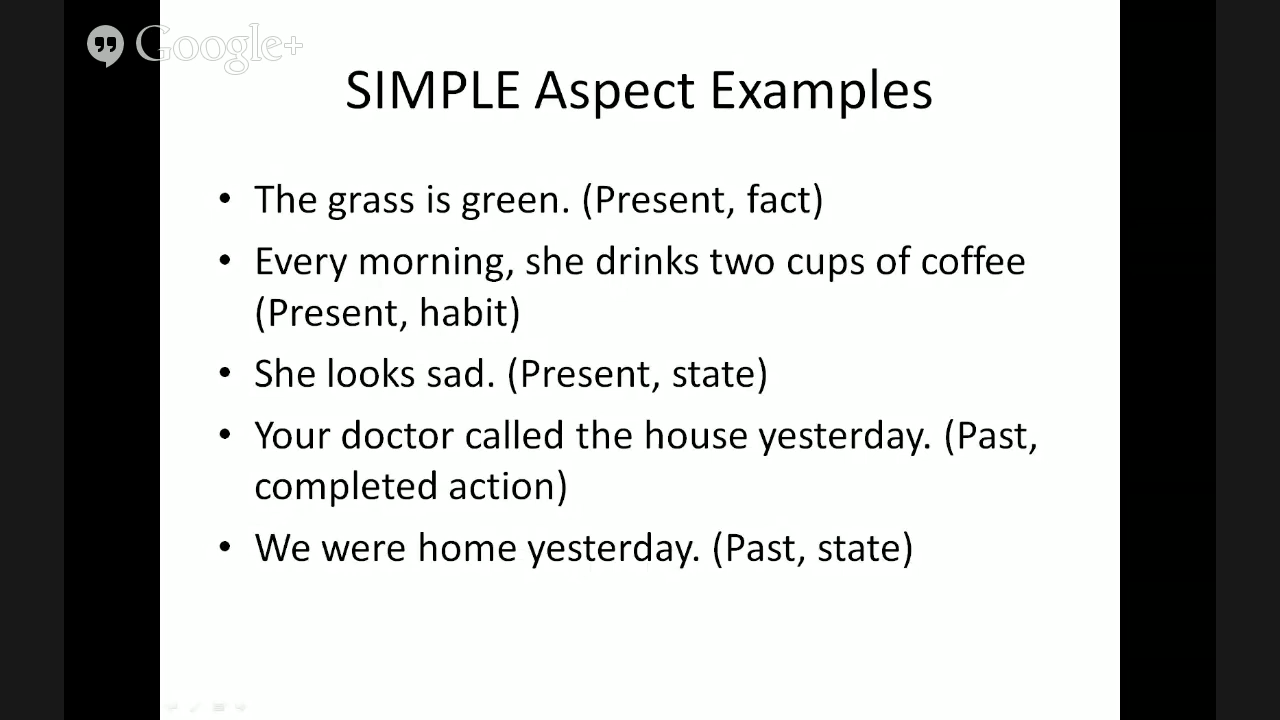 Google+
SIMPLE Aspect Examples
• The grass is green. (Present, fact)
• Every morning, she drinks two cups of coffee
(Present, habit)
• She looks sad. (Present, state)
• Your doctor called the house yesterday. (Past,
completed action)
• We were home yesterday. (Past, state)